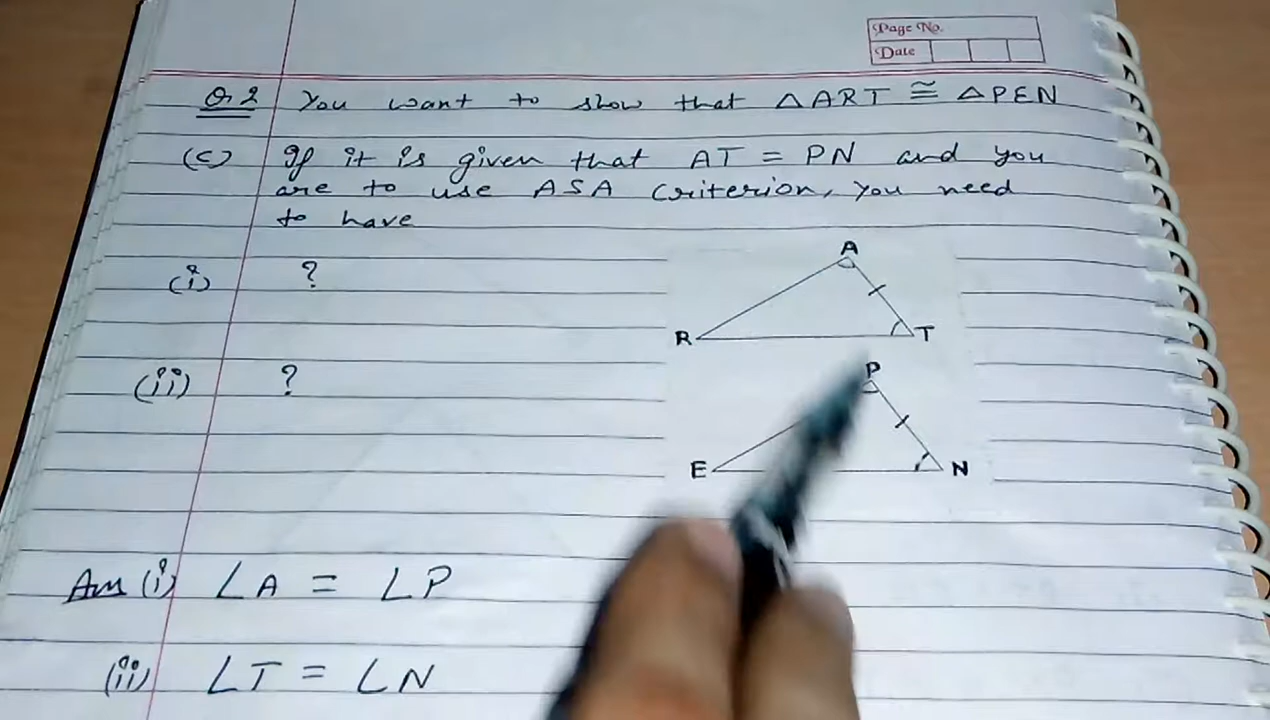 Page No.
Date
Q.2 You want to show that △ART ≅ △PEN
(c) If it is given that AT = PN and you
are to use ASA criterion, you need
to have
(i) ?
(ii) ?
A
R T
P
E N
Ans (i) ∠A = ∠P
(ii) ∠T = ∠N